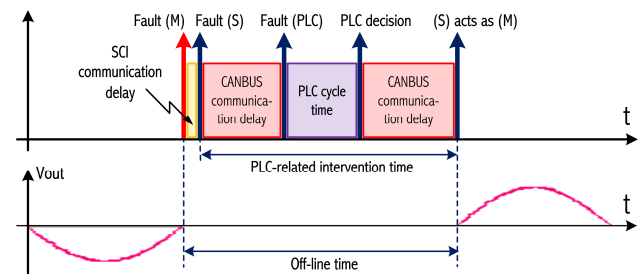 Fault (M) Fault (S) Fault (PLC) PLC decision (S) acts as (M)
SCI
communication
delay
CANBUS
communica-
tion delay
PLC cycle
time
CANBUS
communica-
tion delay
t
PLC-related intervention time
Vout
t
Off-line time